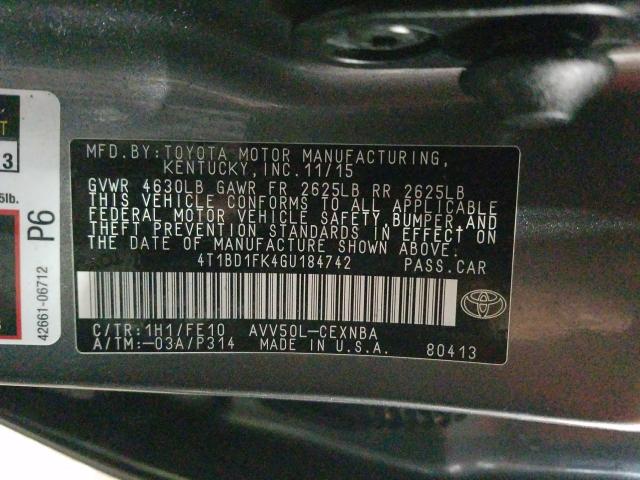 MFD.BY:TOYOTA MOTOR MANUFACTURING,
KENTUCKY, INC.11/15
GVWR 4630LB GAWR FR 2625LB RR 2625LB
THIS VEHICLE CONFORMS TO ALL APPLICABLE
FEDERAL MOTOR VEHICLE SAFETY,BUMPER,AND
THEFT PREVENTION STANDARDS IN EFFECT ON
THE DATE OF MANUFACTURE SHOWN ABOVE.
4T1BD1FK4GU184742 PASS.CAR
C/TR:1H1/FE10 AVV50L-CEXNBA
A/TM:-03A/P314 MADE IN U.S.A. 80413
P6
42661-06712